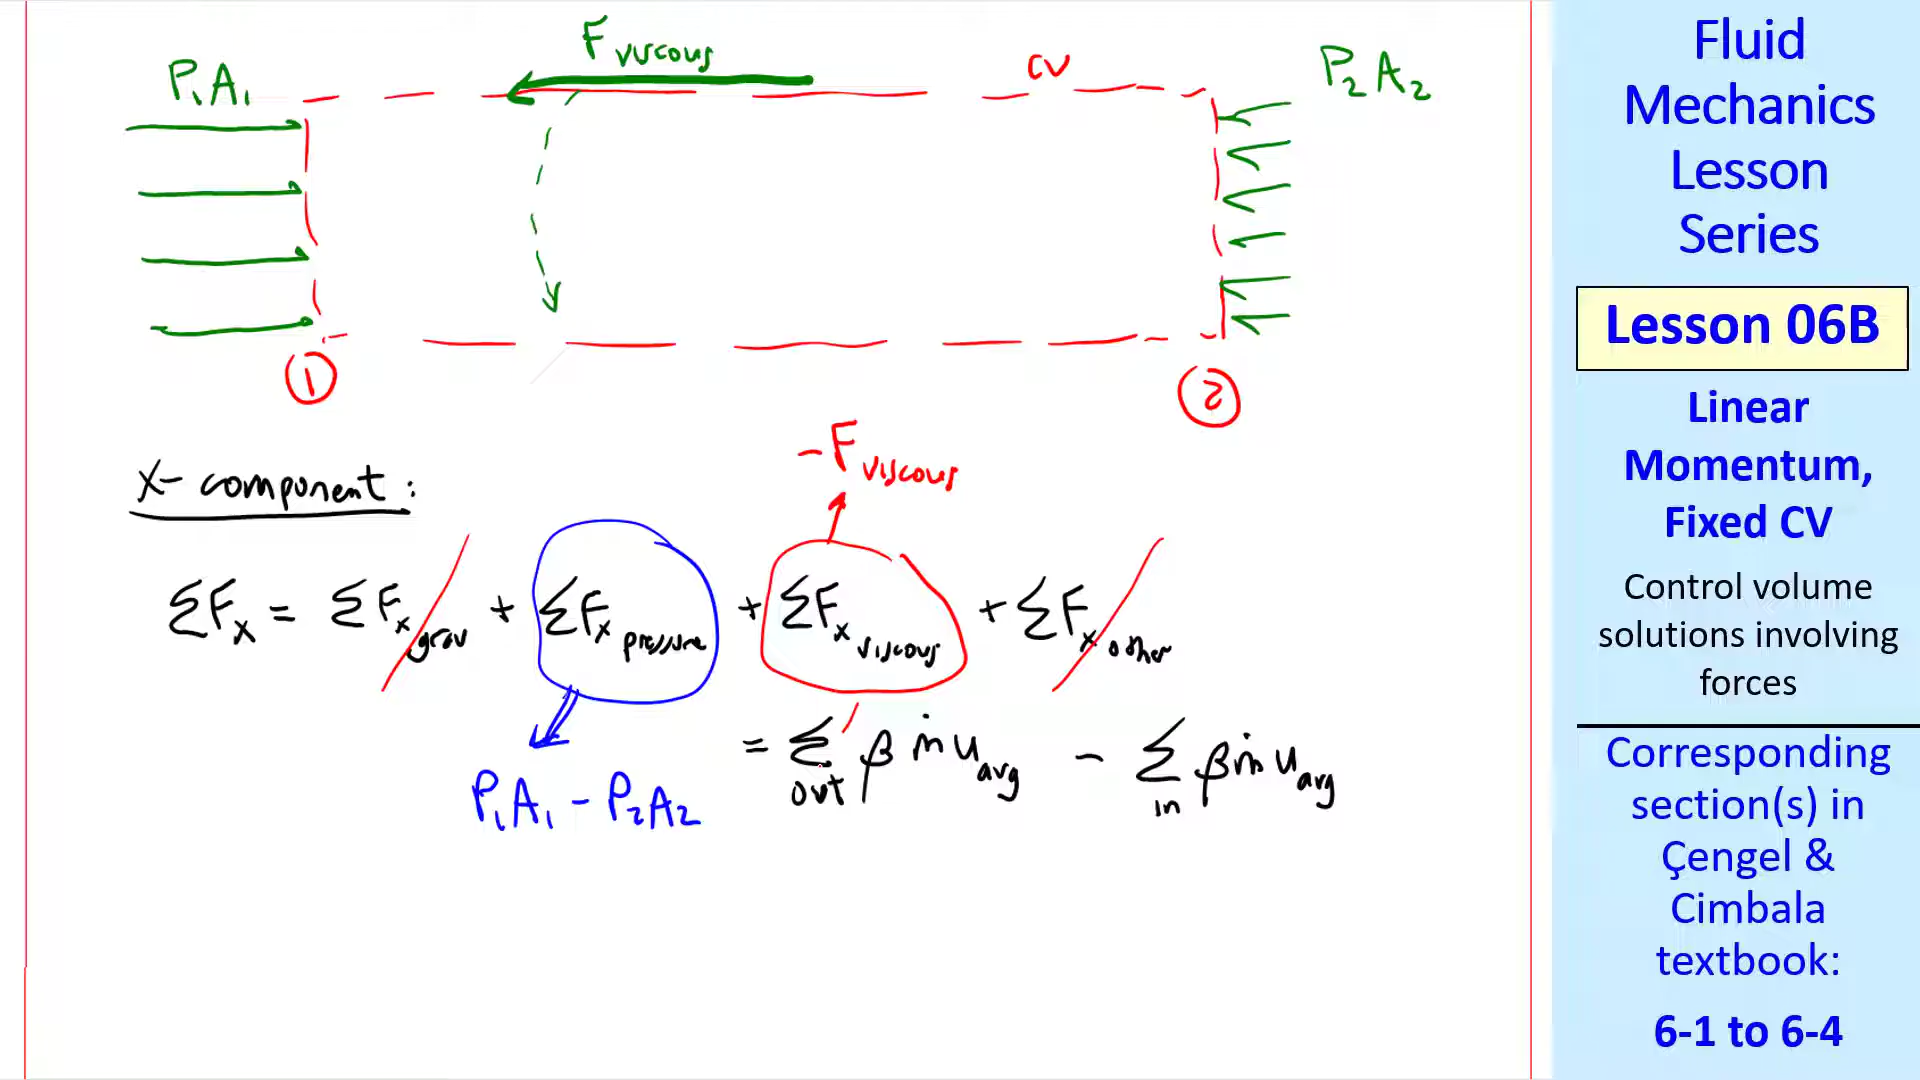 F viscous
CV
P₁A₁
P₂A₂
①
②
-F viscous
X-component:
ΣFₓ = ΣFₓ grav + ΣFₓ pressure + ΣFₓ viscous + ΣFₓ other
= Σ out β ṁ u avg - Σ in β ṁ u avg
P₁A₁ - P₂A₂
Fluid
Mechanics
Lesson
Series
Lesson 06B
Linear
Momentum,
Fixed CV
Control volume
solutions involving
forces
Corresponding
section(s) in
Çengel &
Cimbala
textbook:
6-1 to 6-4